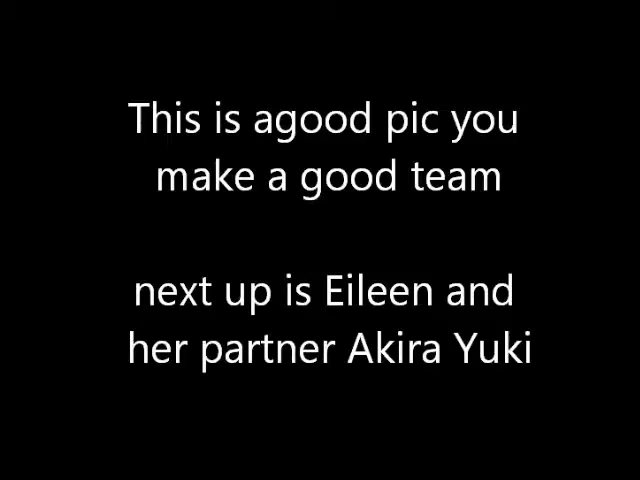 This is agood pic you
make a good team
next up is Eileen and
her partner Akira Yuki